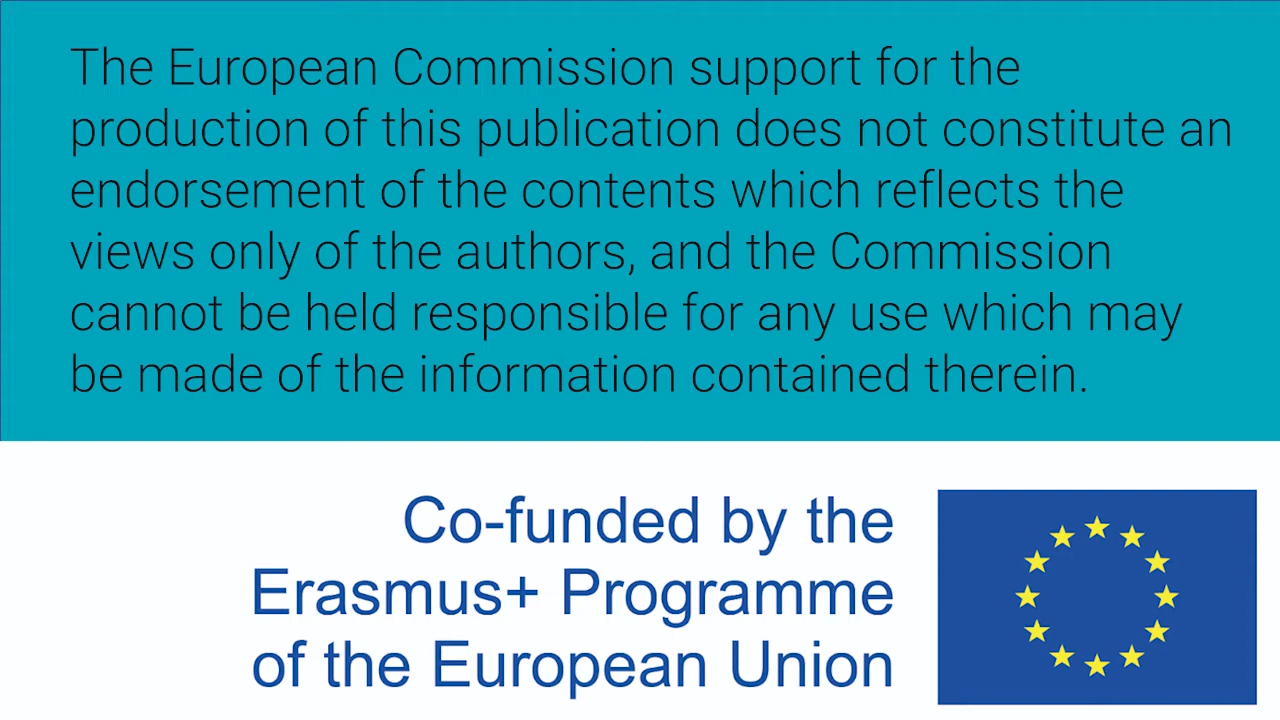 The European Commission support for the
production of this publication does not constitute an
endorsement of the contents which reflects the
views only of the authors, and the Commission
cannot be held responsible for any use which may
be made of the information contained therein.
Co-funded by the
Erasmus+ Programme
of the European Union